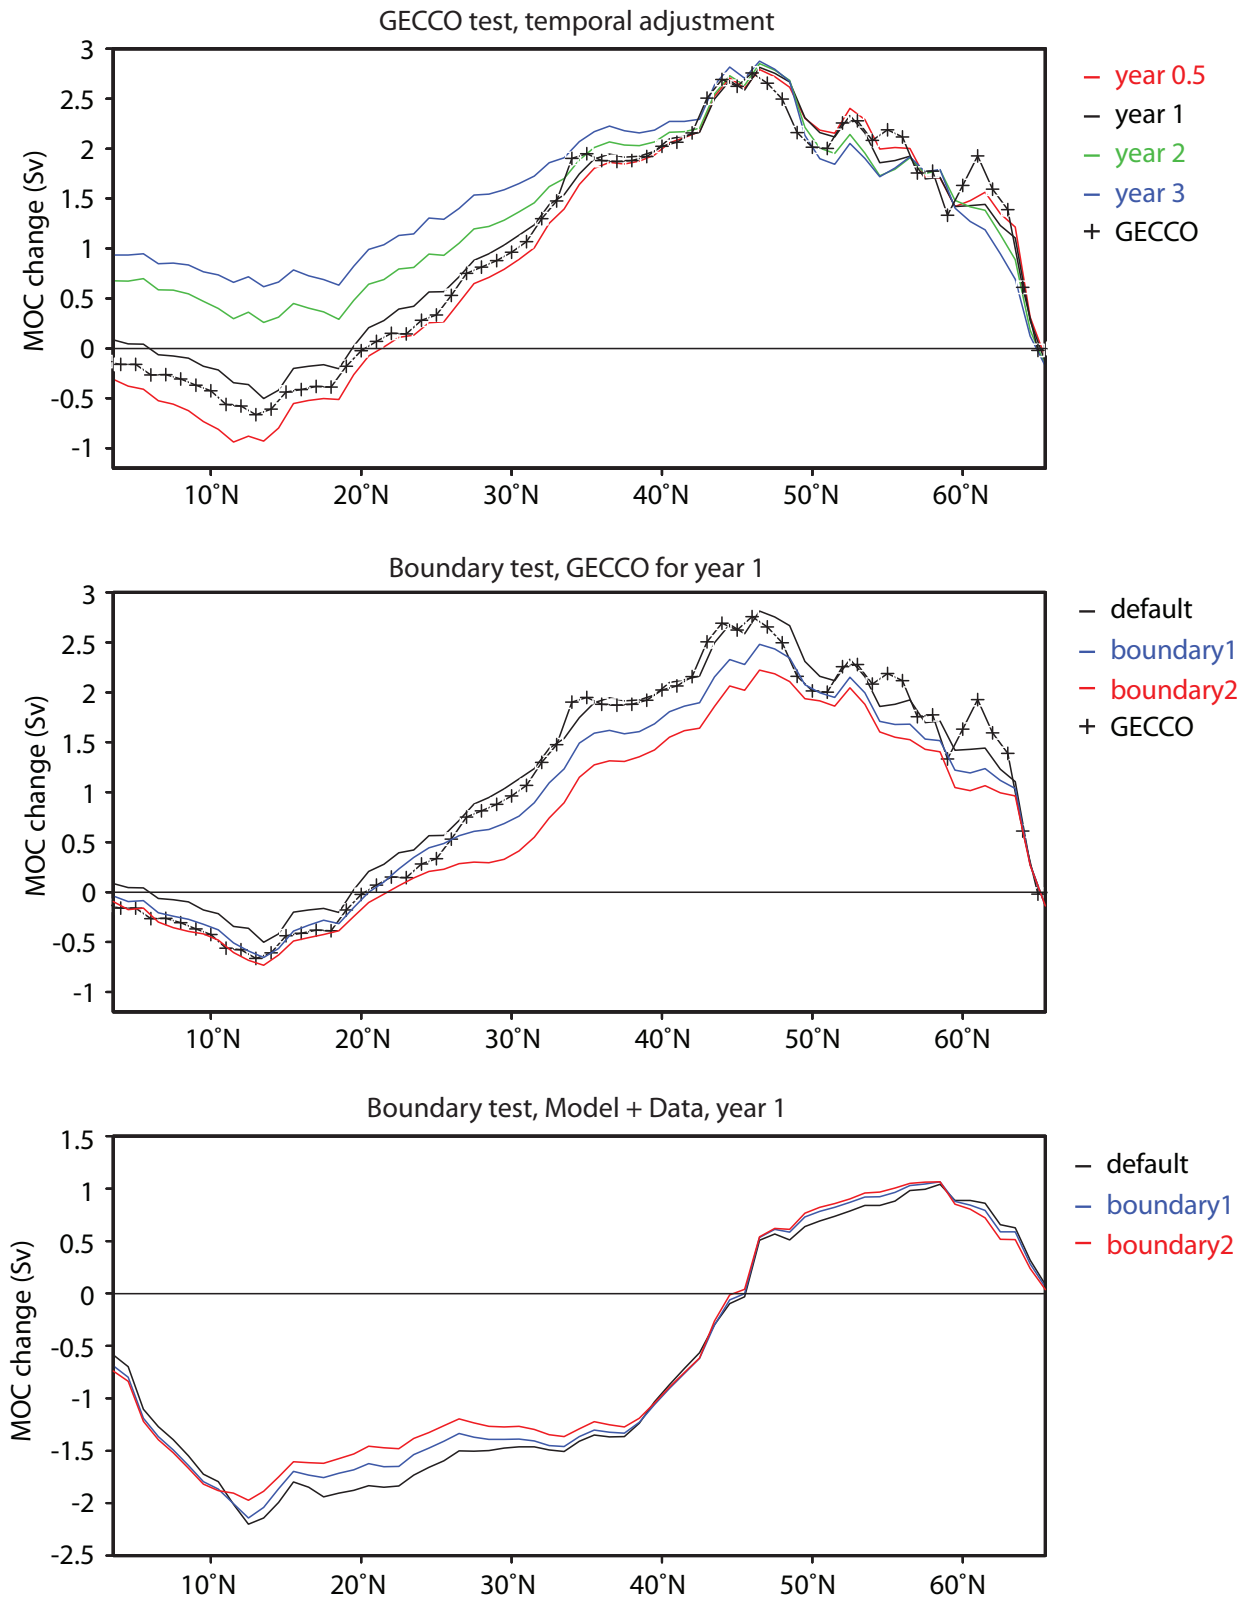 GECCO test, temporal adjustment
3
2.5
2
1.5
1
0.5
0
-0.5
-1
MOC change (Sv)
10˚N 20˚N 30˚N 40˚N 50˚N 60˚N
year 0.5
year 1
year 2
year 3
+ GECCO
Boundary test, GECCO for year 1
3
2.5
2
1.5
1
0.5
0
-0.5
-1
MOC change (Sv)
10˚N 20˚N 30˚N 40˚N 50˚N 60˚N
default
boundary1
boundary2
+ GECCO
Boundary test, Model + Data, year 1
1.5
1
0.5
0
-0.5
-1
-1.5
-2
-2.5
MOC change (Sv)
10˚N 20˚N 30˚N 40˚N 50˚N 60˚N
default
boundary1
boundary2